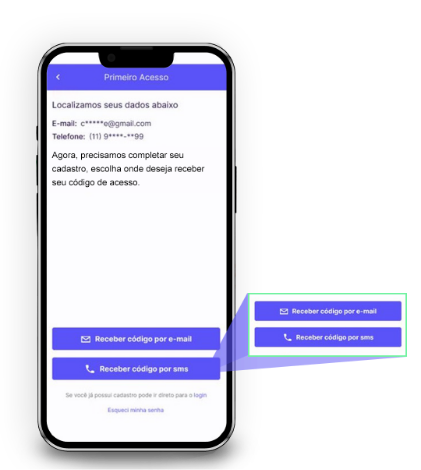 Primeiro Acesso
Localizamos seus dados abaixo
E-mail: c*****e@gmail.com
Telefone: (11) 9****-**99
Agora, precisamos completar seu
cadastro, escolha onde deseja receber
seu código de acesso.
Receber código por e-mail
Receber código por sms
Se você já possui cadastro pode ir direto para o login
Esqueci minha senha
Receber código por e-mail
Receber código por sms